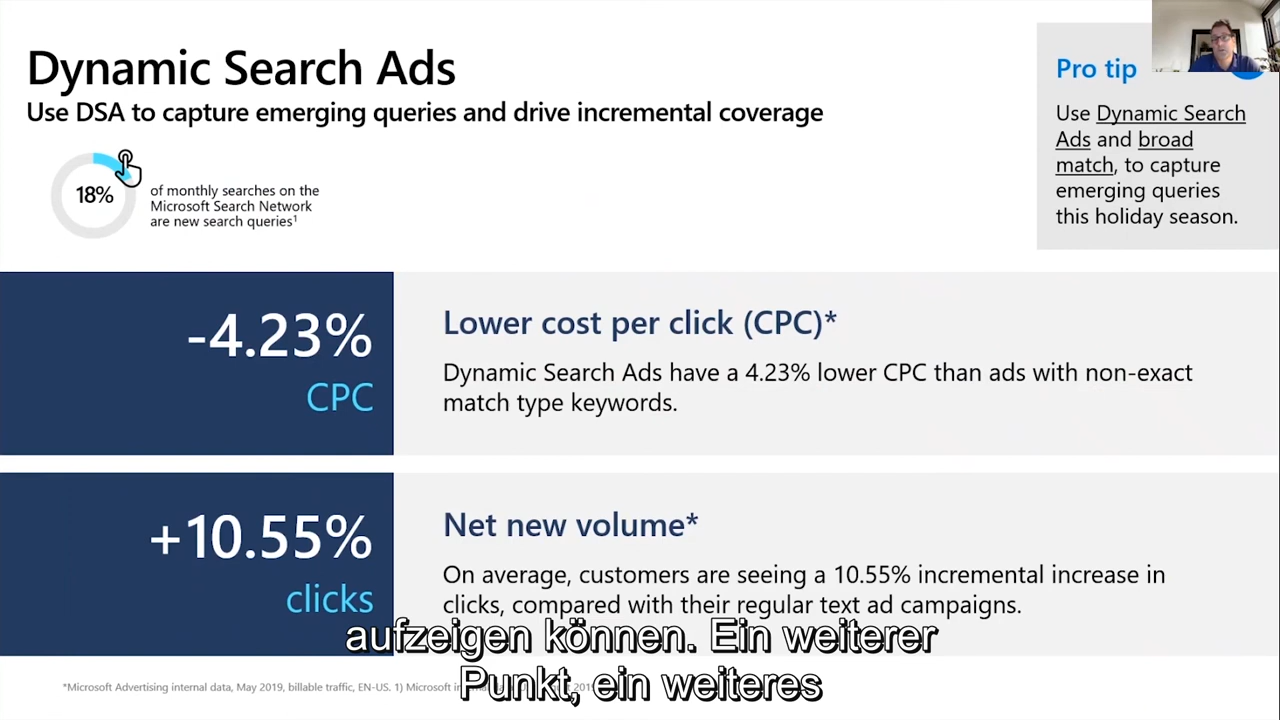 Dynamic Search Ads
Use DSA to capture emerging queries and drive incremental coverage
18%
of monthly searches on the
Microsoft Search Network
are new search queries¹
Pro tip
Use Dynamic Search
Ads and broad
match, to capture
emerging queries
this holiday season.
-4.23%
CPC
Lower cost per click (CPC)*
Dynamic Search Ads have a 4.23% lower CPC than ads with non-exact
match type keywords.
+10.55%
clicks
Net new volume*
On average, customers are seeing a 10.55% incremental increase in
clicks, compared with their regular text ad campaigns.
aufzeigen können. Ein weiterer
Punkt, ein weiteres
*Microsoft Advertising internal data, May 2019, billable traffic, EN-US. 1) Microsoft